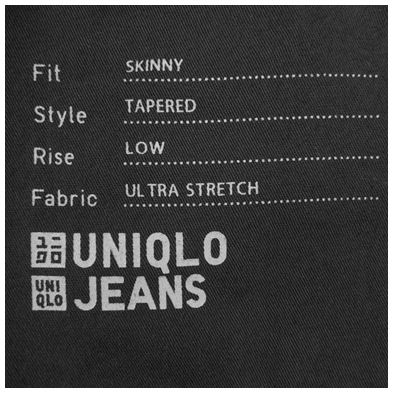 Fit SKINNY
Style TAPERED
Rise LOW
Fabric ULTRA STRETCH
ユニクロ UNIQLO
UNIQLO JEANS